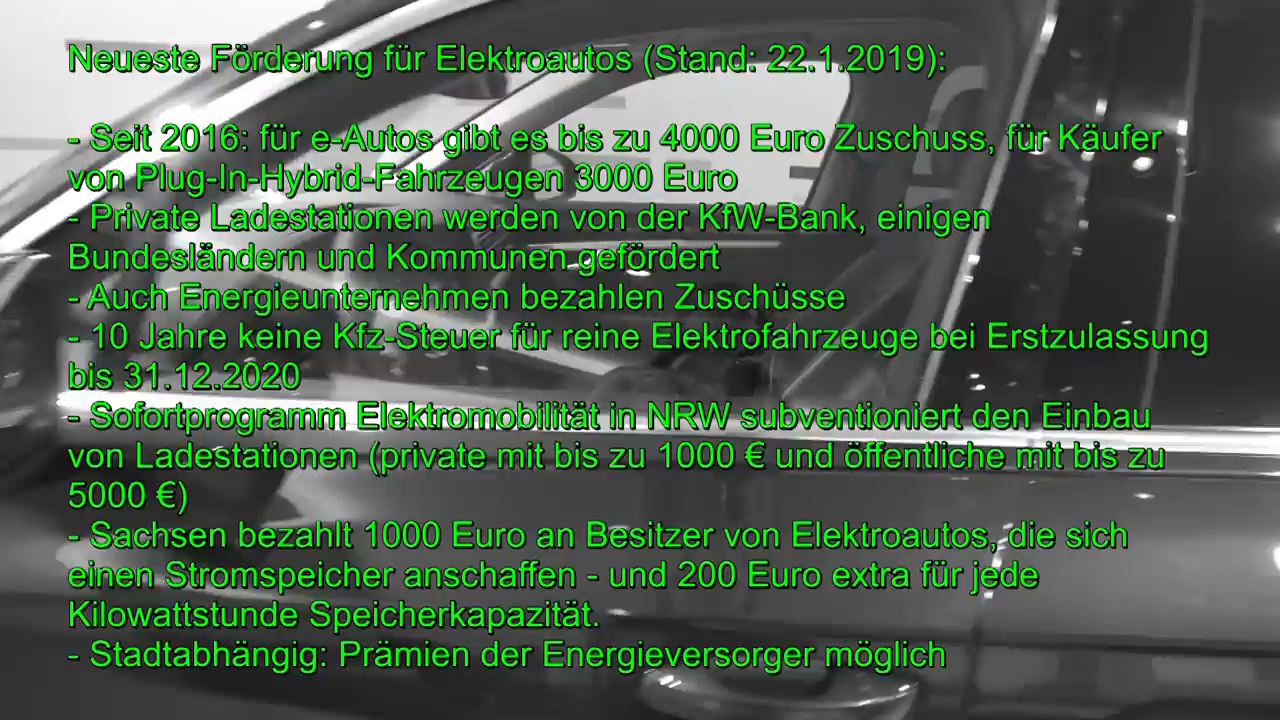 Neueste Förderung für Elektroautos (Stand: 22.1.2019):
- Seit 2016: für e-Autos gibt es bis zu 4000 Euro Zuschuss, für Käufer
von Plug-In-Hybrid-Fahrzeugen 3000 Euro
- Private Ladestationen werden von der KfW-Bank, einigen
Bundesländern und Kommunen gefördert
- Auch Energieunternehmen bezahlen Zuschüsse
- 10 Jahre keine Kfz-Steuer für reine Elektrofahrzeuge bei Erstzulassung
bis 31.12.2020
- Sofortprogramm Elektromobilität in NRW subventioniert den Einbau
von Ladestationen (private mit bis zu 1000 € und öffentliche mit bis zu
5000 €)
- Sachsen bezahlt 1000 Euro an Besitzer von Elektroautos, die sich
einen Stromspeicher anschaffen - und 200 Euro extra für jede
Kilowattstunde Speicherkapazität.
- Stadtabhängig: Prämien der Energieversorger möglich